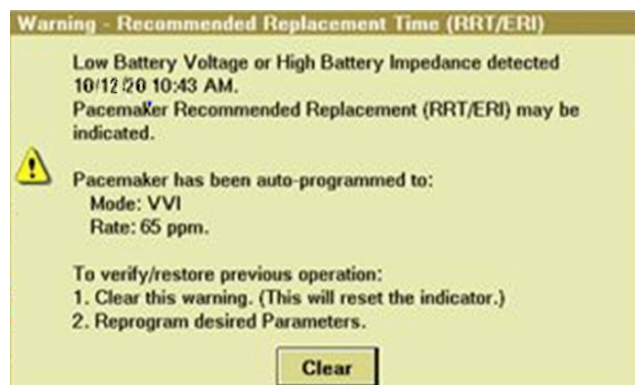 Warning - Recommended Replacement Time (RRT/ERI)
Low Battery Voltage or High Battery Impedance detected
10/12/20 10:43 AM.
Pacemaker Recommended Replacement (RRT/ERI) may be
indicated.
Pacemaker has been auto-programmed to:
Mode: VVI
Rate: 65 ppm.
To verify/restore previous operation:
1. Clear this warning. (This will reset the indicator.)
2. Reprogram desired Parameters.
Clear